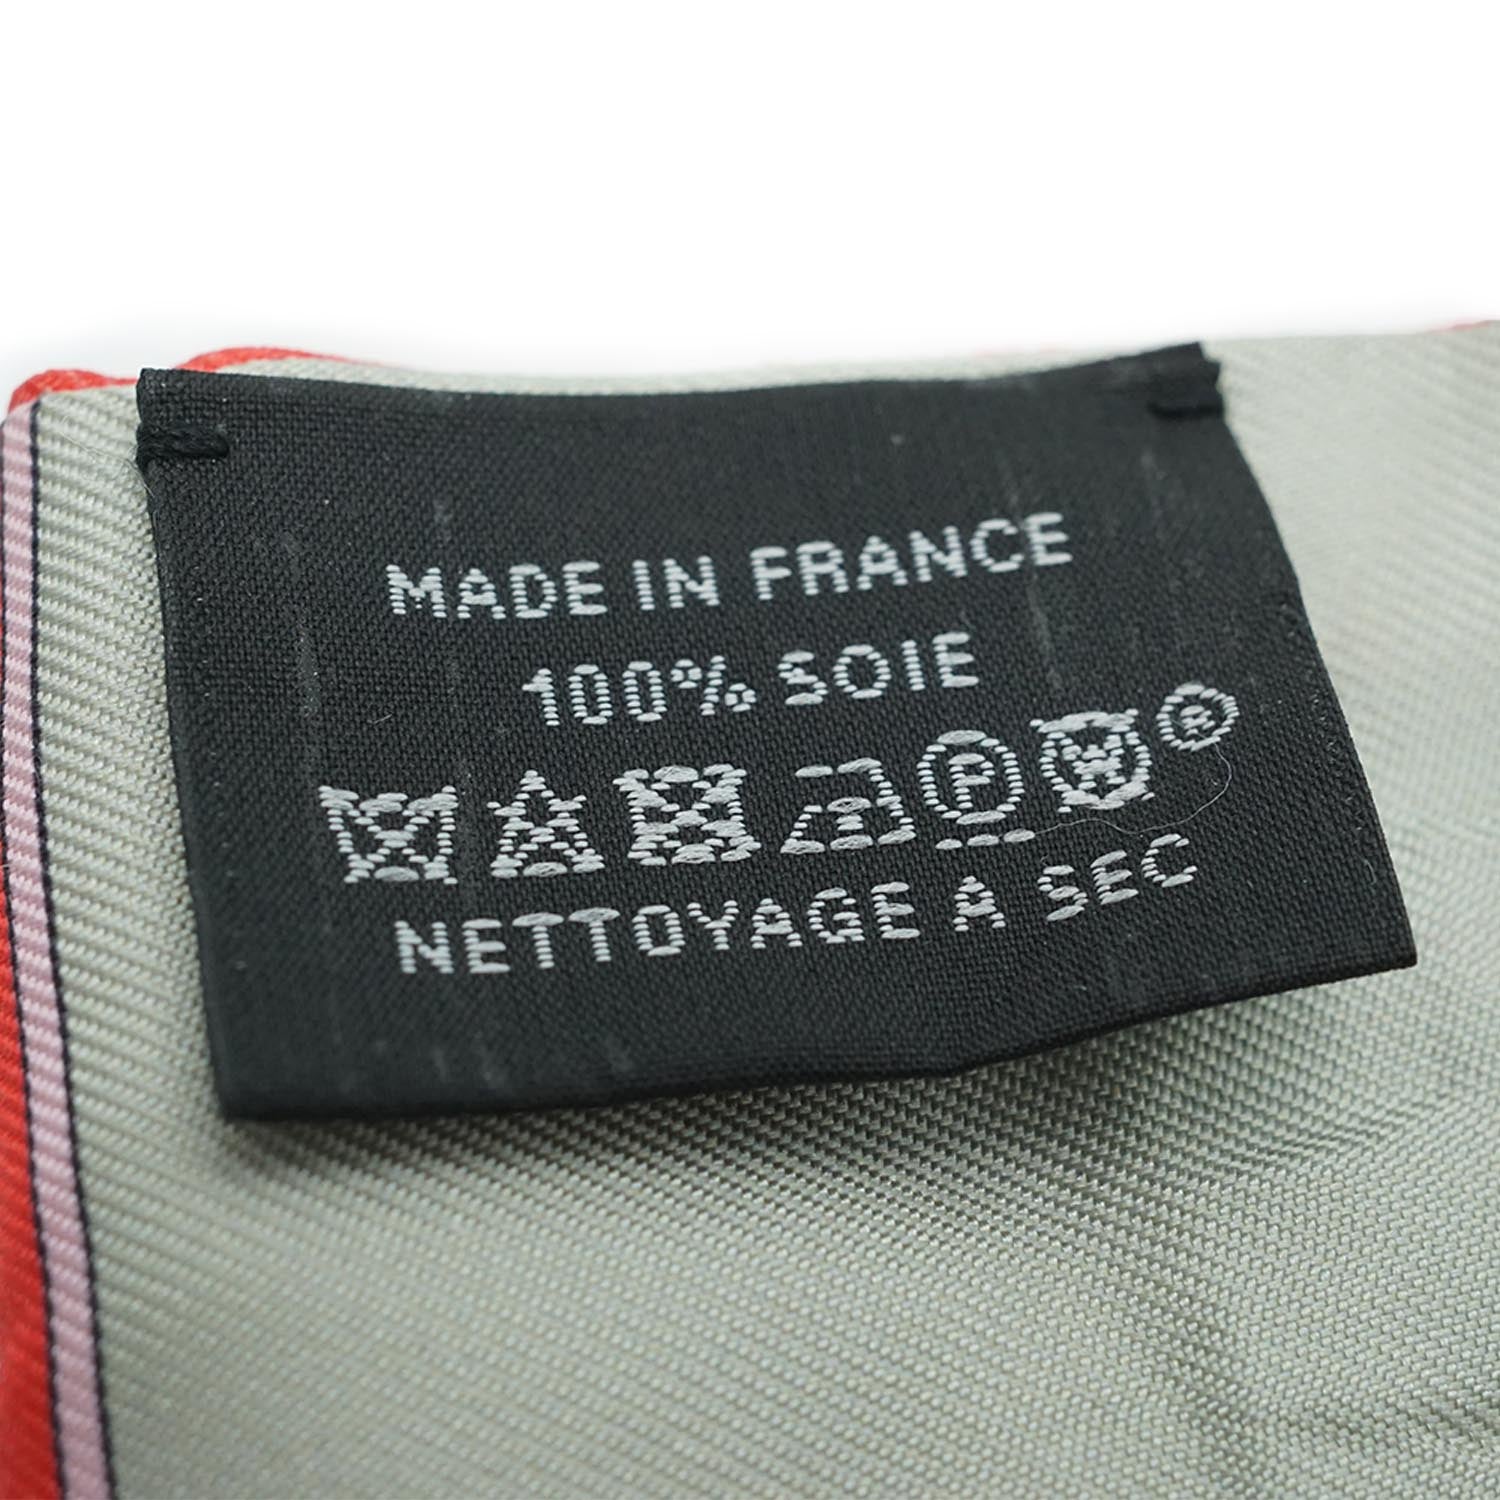 MADE IN FRANCE
100% SOIE
P W ®
NETTOYAGE A SEC